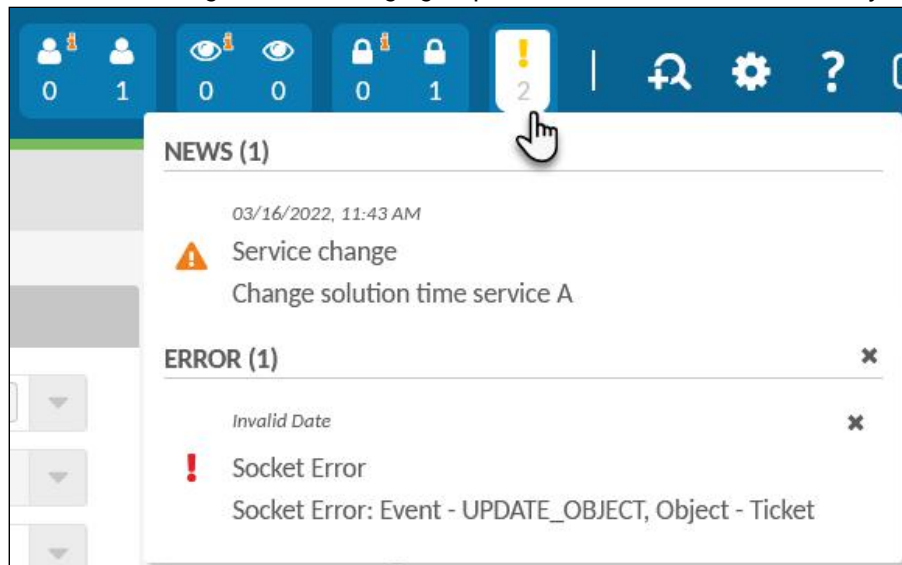 i i i
0 1 0 0 0 1 ! 2 | ?
NEWS (1)
03/16/2022, 11:43 AM
Service change
Change solution time service A
ERROR (1)
Invalid Date
Socket Error
Socket Error: Event - UPDATE_OBJECT, Object - Ticket